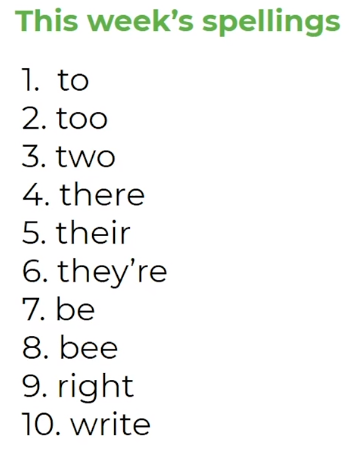 This week’s spellings
1. to
2. too
3. two
4. there
5. their
6. they’re
7. be
8. bee
9. right
10. write